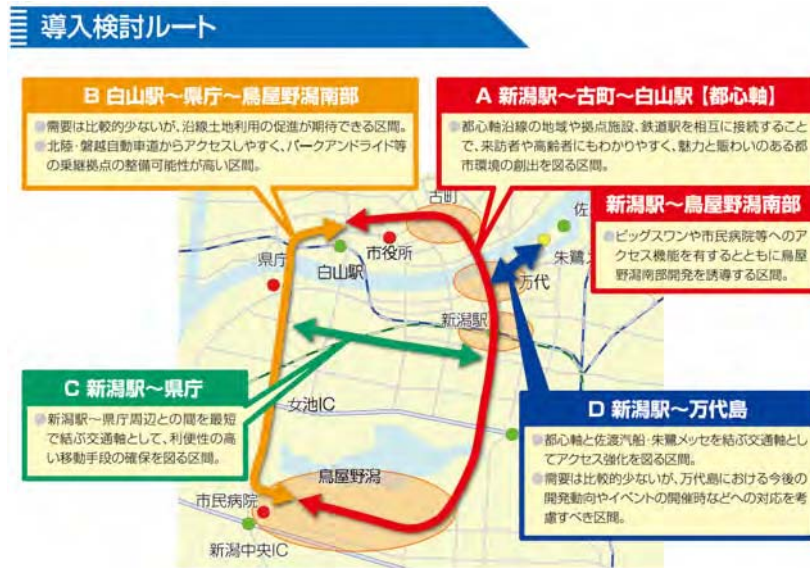 導入検討ルート
B 白山駅～県庁～鳥屋野潟南部
●需要は比較的少ないが、沿線土地利用の促進が期待できる区間。
●北陸・磐越自動車道からアクセスしやすく、パークアンドライド等
の乗継拠点の整備可能性が高い区間。
A 新潟駅～古町～白山駅【都心軸】
●都心軸沿線の地域や拠点施設、鉄道駅を相互に接続すること
で、来訪者や高齢者にもわかりやすく、魅力と賑わいのある都
市環境の創出を図る区間。
新潟駅～鳥屋野潟南部
●ビッグスワンや市民病院等へのア
クセス機能を有するとともに鳥屋
野潟南部開発を誘導する区間。
古町
佐
市役所
県庁
白山駅
朱鷺メ
万代
新潟駅
C 新潟駅～県庁
●新潟駅～県庁周辺との間を最短
で結ぶ交通軸として、利便性の高
い移動手段の確保を図る区間。
女池IC
D 新潟駅～万代島
●都心軸と佐渡汽船・朱鷺メッセを結ぶ交通軸とし
てアクセス強化を図る区間。
●需要は比較的少ないが、万代島における今後の
開発動向やイベントの開催時などへの対応を考
慮すべき区間。
鳥屋野潟
市民病院
新潟中央IC